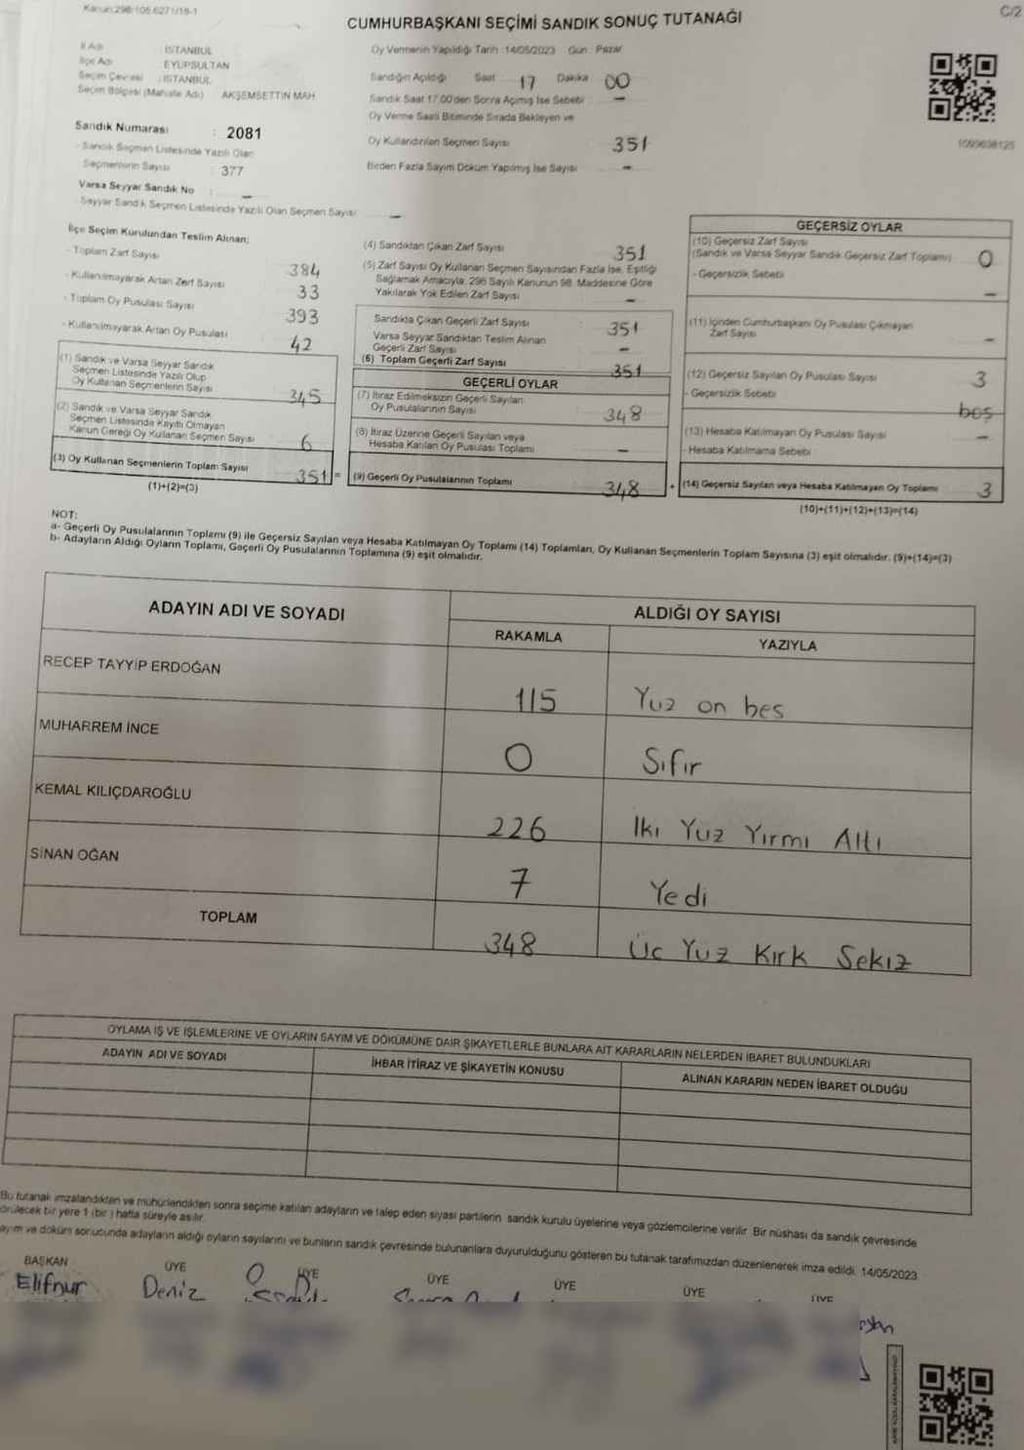 Kanun:298/105.627/1/18-1
C/2
CUMHURBAŞKANI SEÇİMİ SANDIK SONUÇ TUTANAĞI
İl Adı : İSTANBUL
İlçe Adı : EYÜPSULTAN
Seçim Çevresi : İSTANBUL
Seçim Bölgesi (Mahalle Adı) AKŞEMSETTİN MAH.
Sandık Numarası : 2081
- Sandık Seçmen Listesinde Yazılı Olan
Seçmenlerin Sayısı : 377
Varsa Seyyar Sandık No : -
- Seyyar Sandık Seçmen Listesinde Yazılı Olan Seçmen Sayısı -
Oy Vermenin Yapıldığı Tarih :14/05/2023 Gün : Pazar
Sandığın Açıldığı Saat 17 Dakika 00
Sandık Saat 17:00'den Sonra Açılmış İse Sebebi -
Oy Verme Saati Bitiminde Sırada Bekleyen ve
Oy Kullandırılan Seçmen Sayısı 351
Birden Fazla Sayım Döküm Yapılmış İse Sayısı -
İlçe Seçim Kurulundan Teslim Alınan;
- Toplam Zarf Sayısı 384
- Kullanılmayarak Artan Zarf Sayısı 33
- Toplam Oy Pusulası Sayısı 393
- Kullanılmayarak Artan Oy Pusulası 42
(1) Sandık ve Varsa Seyyar Sandık
Seçmen Listesinde Yazılı Olup
Oy Kullanan Seçmenlerin Sayısı 345
(2) Sandık ve Varsa Seyyar Sandık
Seçmen Listesinde Kayıtlı Olmayan
Kanun Gereği Oy Kullanan Seçmen Sayısı 6
(3) Oy Kullanan Seçmenlerin Toplam Sayısı 351 =
(1)+(2)=(3)
(4) Sandıktan Çıkan Zarf Sayısı 351
(5) Zarf Sayısı Oy Kullanan Seçmen Sayısından Fazla İse, Eşitliği
Sağlamak Amacıyla, 298 Sayılı Kanunun 98. Maddesine Göre
Yakılarak Yok Edilen Zarf Sayısı -
Sandıkta Çıkan Geçerli Zarf Sayısı 351
Varsa Seyyar Sandıktan Teslim Alınan
Geçerli Zarf Sayısı -
(6) Toplam Geçerli Zarf Sayısı 351
GEÇERLİ OYLAR
(7) İtiraz Edilmeksizin Geçerli Sayılan
Oy Pusulalarının Sayısı 348
(8) İtiraz Üzerine Geçerli Sayılan veya
Hesaba Katılan Oy Pusulası Toplamı -
(9) Geçerli Oy Pusulalarının Toplamı 348 +
GEÇERSİZ OYLAR
(10) Geçersiz Zarf Sayısı
(Sandık ve Varsa Seyyar Sandık Geçersiz Zarf Toplamı) 0
- Geçersizlik Sebebi -
(11) İçinden Cumhurbaşkanı Oy Pusulası Çıkmayan
Zarf Sayısı -
(12) Geçersiz Sayılan Oy Pusulası Sayısı 3
- Geçersizlik Sebebi boş
(13) Hesaba Katılmayan Oy Pusulası Sayısı -
- Hesaba Katılmama Sebebi
(14) Geçersiz Sayılan veya Hesaba Katılmayan Oy Toplamı 3
(10)+(11)+(12)+(13)=(14)
NOT:
a- Geçerli Oy Pusulalarının Toplamı (9) ile Geçersiz Sayılan veya Hesaba Katılmayan Oy Toplamı (14) Toplamları, Oy Kullanan Seçmenlerin Toplam Sayısına (3) eşit olmalıdır. (9)+(14)=(3)
b- Adayların Aldığı Oyların Toplamı, Geçerli Oy Pusulalarının Toplamına (9) eşit olmalıdır.
ADAYIN ADI VE SOYADI ALDIĞI OY SAYISI
RAKAMLA YAZIYLA
RECEP TAYYİP ERDOĞAN 115 Yuz on bes
MUHARREM İNCE 0 Sıfır
KEMAL KILIÇDAROĞLU 226 Ikı Yuz Yırmı Altı
SİNAN OĞAN 7 Yedi
TOPLAM 348 Üc Yuz Kırk Sekız
OYLAMA İŞ VE İŞLEMLERİNE VE OYLARIN SAYIM VE DÖKÜMÜNE DAİR ŞİKAYETLERLE BUNLARA AİT KARARLARIN NELERDEN İBARET BULUNDUKLARI
ADAYIN ADI VE SOYADI İHBAR İTİRAZ VE ŞİKAYETİN KONUSU ALINAN KARARIN NEDEN İBARET OLDUĞU
Bu tutanak imzalandıktan ve mühürlendikten sonra seçime katılan adayların ve talep eden siyasi partilerin sandık kurulu üyelerine veya gözlemcilerine verilir. Bir nüshası da sandık çevresinde
görülecek bir yere 1 (bir) hafta süreyle asılır.
ayım ve döküm sonucunda adayların aldığı oyların sayılarını ve bunların sandık çevresinde bulunanlara duyurulduğunu gösteren bu tutanak tarafımızdan düzenlenerek imza edildi. 14/05/2023
BAŞKAN ÜYE ÜYE ÜYE ÜYE ÜYE ÜYE
Elifnur Deniz